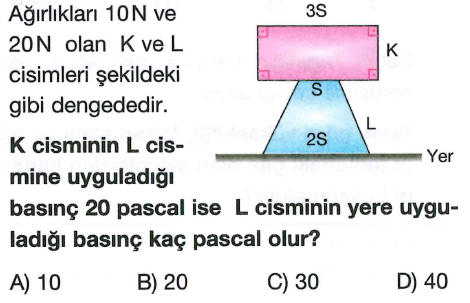 Ağırlıkları 10N ve
20N olan K ve L
cisimleri şekildeki
gibi dengededir.
3S
K
S
L
2S
Yer
K cisminin L cis-
mine uyguladığı
basınç 20 pascal ise L cisminin yere uygu-
ladığı basınç kaç pascal olur?
A) 10 B) 20 C) 30 D) 40